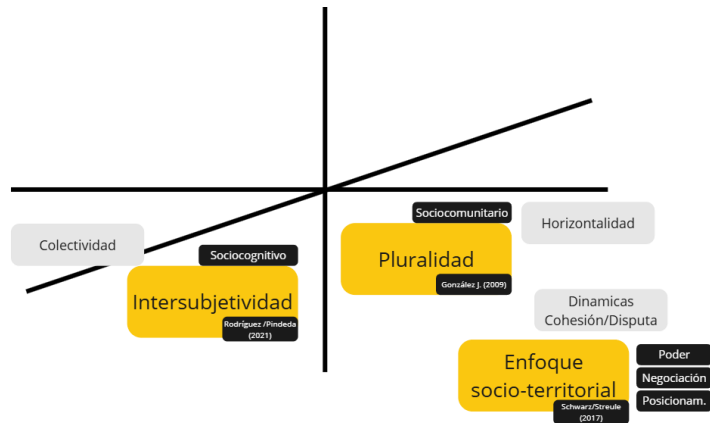 Colectividad
Sociocognitivo
Intersubjetividad
Rodríguez /Pindeda
(2021)
Sociocomunitario
Pluralidad
González J. (2009)
Horizontalidad
Dinamicas
Cohesión/Disputa
Enfoque
socio-territorial
Schwarz/Streule
(2017)
Poder
Negociación
Posicionam.